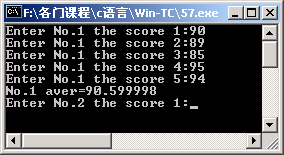 F:\各门课程\c语言\Win-TC\57.exe
Enter No.1 the score 1:90
Enter No.1 the score 2:89
Enter No.1 the score 3:85
Enter No.1 the score 4:95
Enter No.1 the score 5:94
No.1 aver=90.599998
Enter No.2 the score 1:_